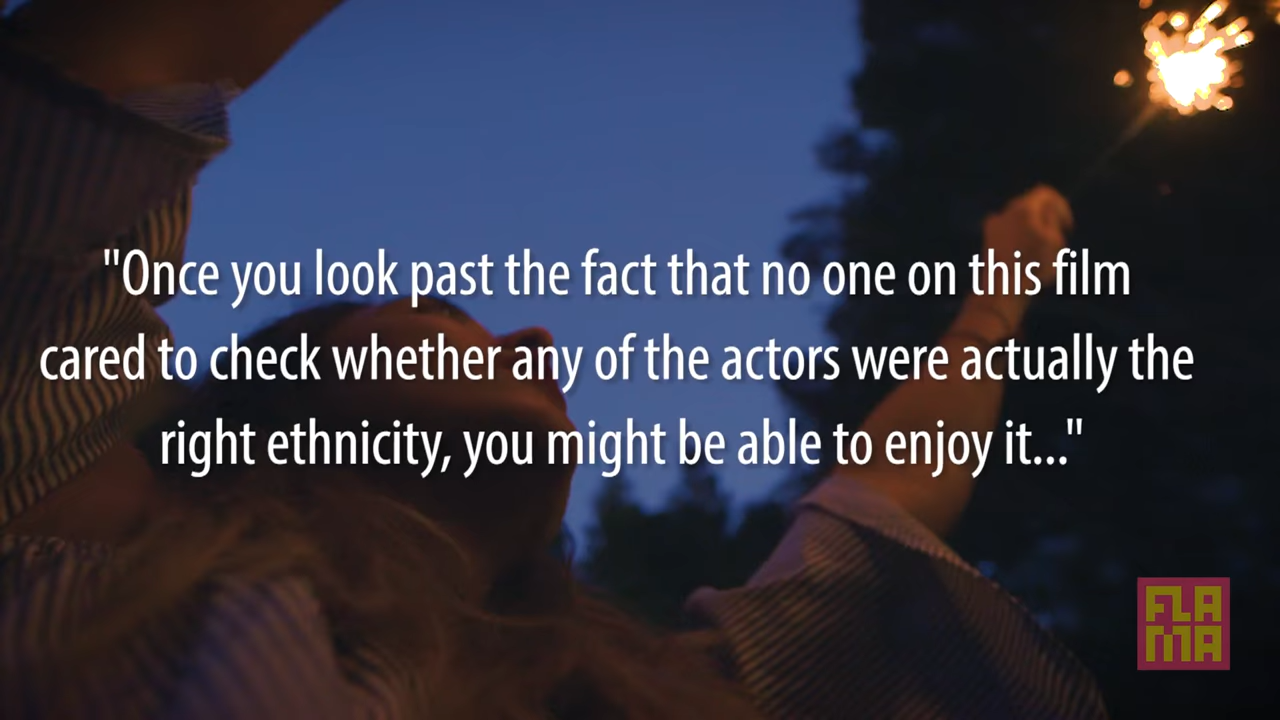 "Once you look past the fact that no one on this film
cared to check whether any of the actors were actually the
right ethnicity, you might be able to enjoy it..."
FLA
MA